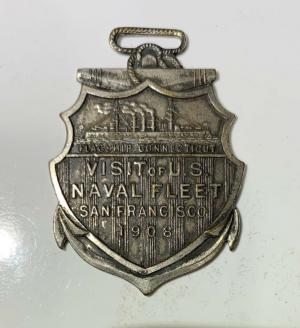 FLAGSHIP CONNECTICUT
VISIT OF U.S.
NAVAL FLEET
SAN FRANCISCO
1908